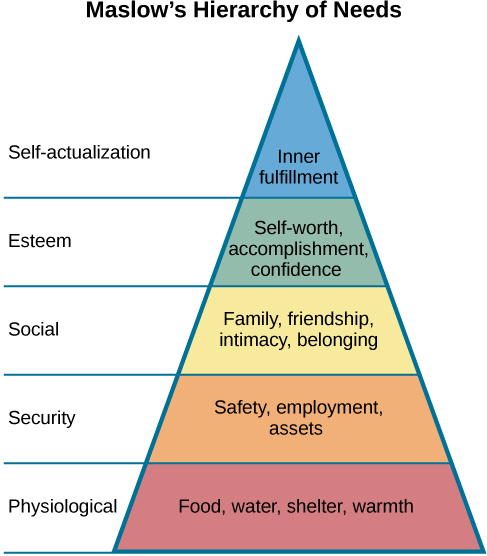 Maslow’s Hierarchy of Needs
Self-actualization
Inner
fulfillment
Esteem
Self-worth,
accomplishment,
confidence
Social
Family, friendship,
intimacy, belonging
Security
Safety, employment,
assets
Physiological
Food, water, shelter, warmth